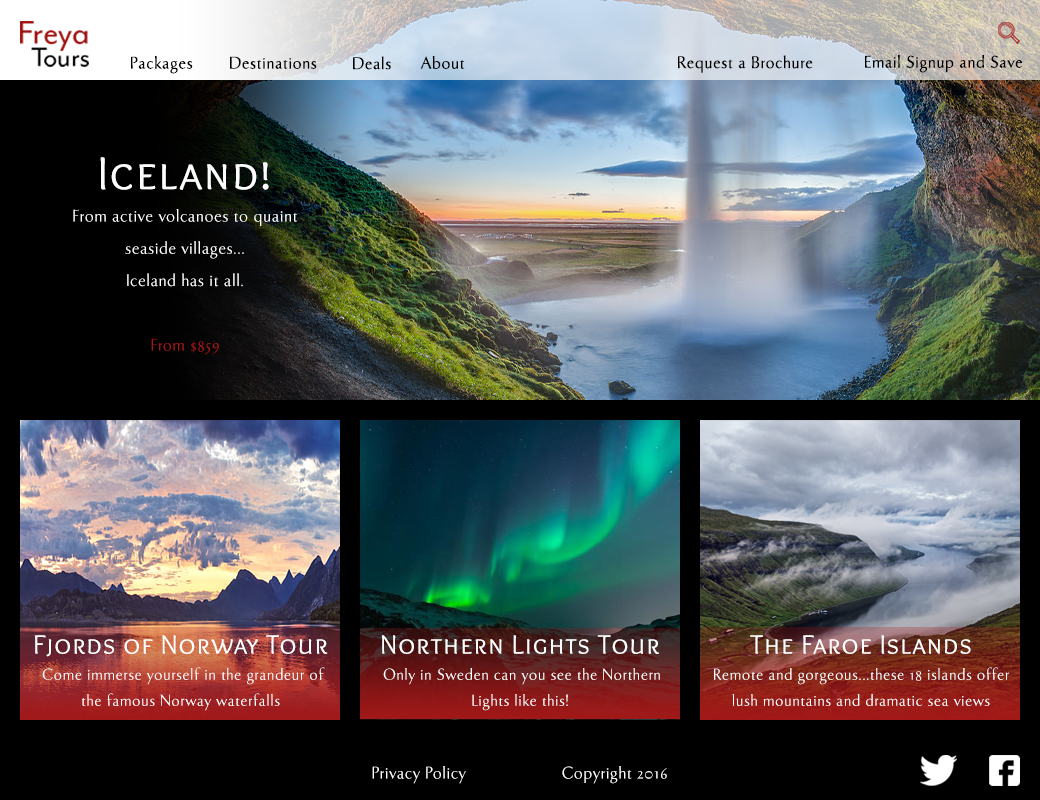 Freya
Tours
Packages
Destinations
Deals
About
Request a Brochure
Email Signup and Save
Iceland!
From active volcanoes to quaint
seaside villages...
Iceland has it all.
From $859
Fjords of Norway Tour
Come immerse yourself in the grandeur of
the famous Norway waterfalls
Northern Lights Tour
Only in Sweden can you see the Northern
Lights like this!
The Faroe Islands
Remote and gorgeous...these 18 islands offer
lush mountains and dramatic sea views
Privacy Policy
Copyright 2016